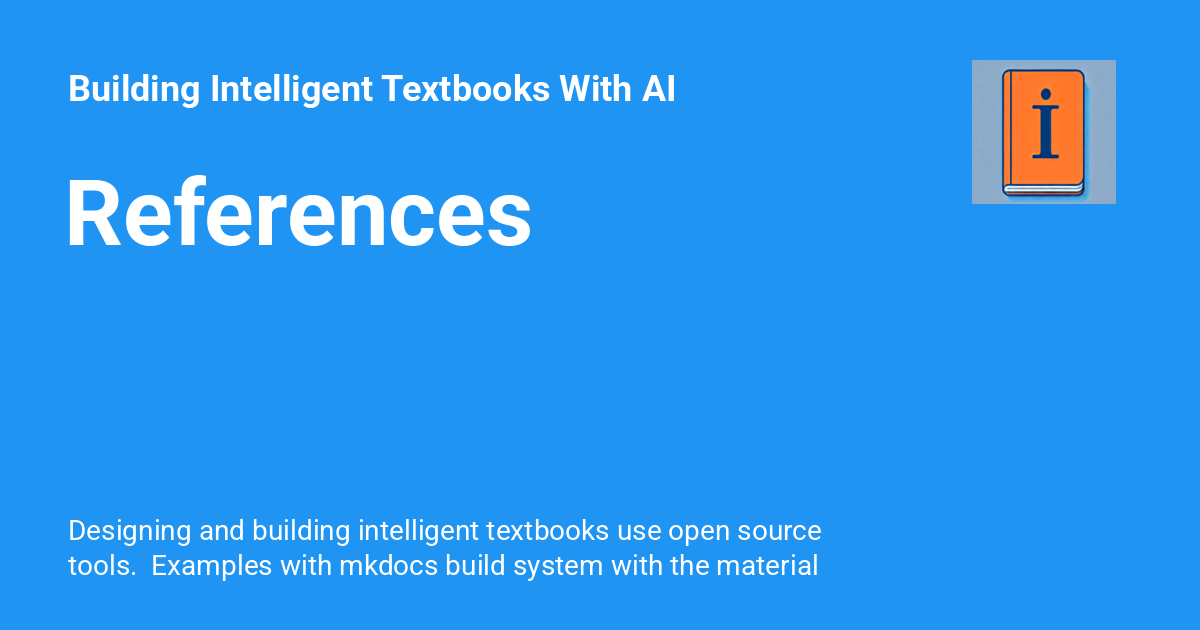 Building Intelligent Textbooks With AI
i
References
Designing and building intelligent textbooks use open source
tools.  Examples with mkdocs build system with the material